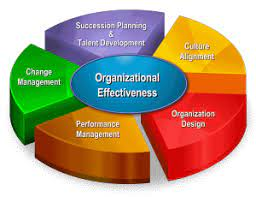 Succession Planning
&
Talent Development
Culture
Alignment
Change
Management
Organizational
Effectiveness
Performance
Management
Organization
Design